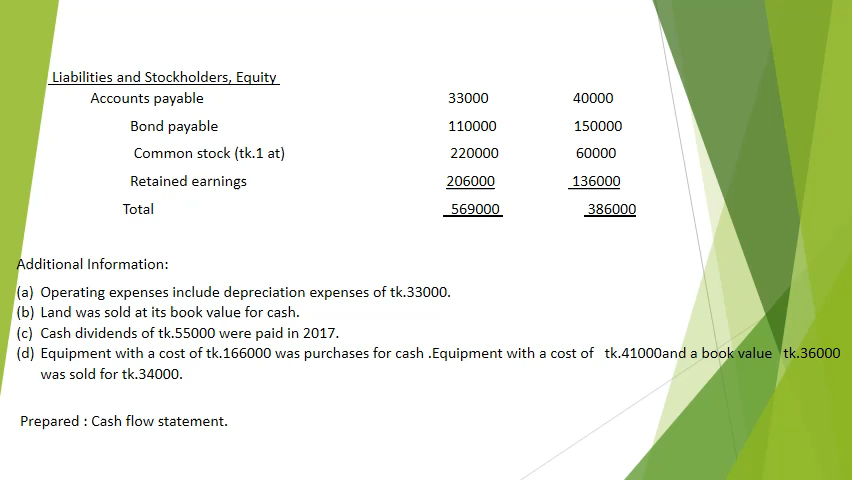 Liabilities and Stockholders, Equity
Accounts payable 33000 40000
Bond payable 110000 150000
Common stock (tk.1 at) 220000 60000
Retained earnings 206000 136000
Total 569000 386000
Additional Information:
(a) Operating expenses include depreciation expenses of tk.33000.
(b) Land was sold at its book value for cash.
(c) Cash dividends of tk.55000 were paid in 2017.
(d) Equipment with a cost of tk.166000 was purchases for cash .Equipment with a cost of tk.41000and a book value tk.36000
was sold for tk.34000.
Prepared : Cash flow statement.